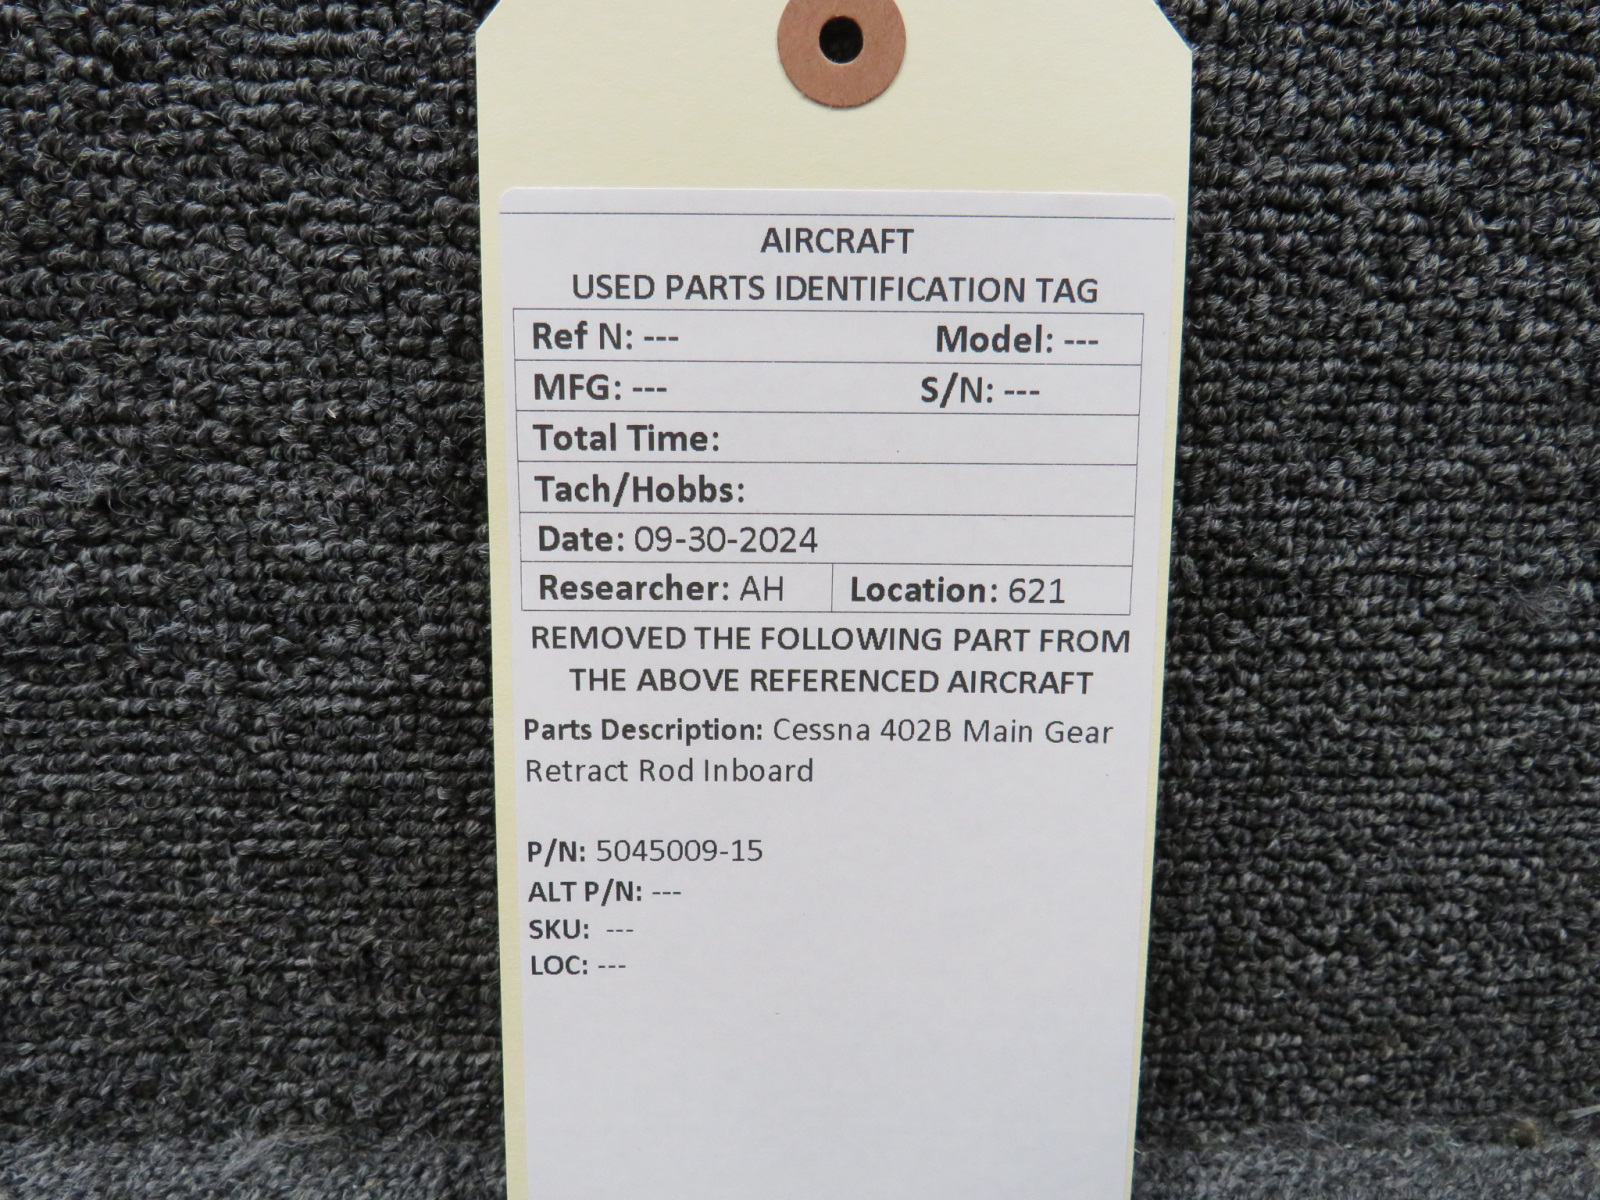 AIRCRAFT
USED PARTS IDENTIFICATION TAG
Ref N: --- Model: ---
MFG: --- S/N: ---
Total Time:
Tach/Hobbs:
Date: 09-30-2024
Researcher: AH Location: 621
REMOVED THE FOLLOWING PART FROM
THE ABOVE REFERENCED AIRCRAFT
Parts Description: Cessna 402B Main Gear
Retract Rod Inboard
P/N: 5045009-15
ALT P/N: ---
SKU: ---
LOC: ---